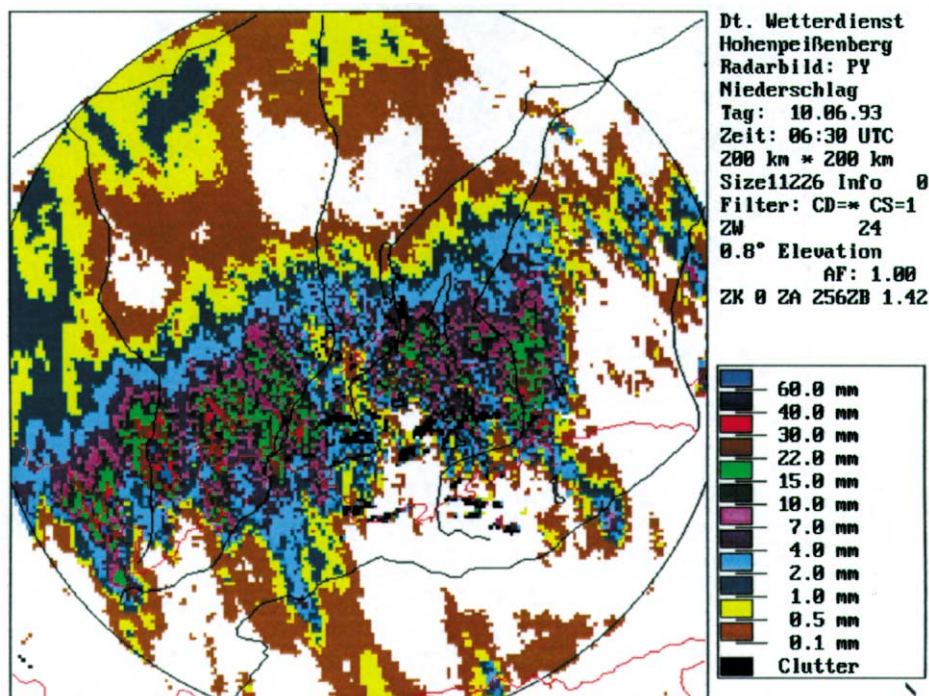 Dt. Wetterdienst
Hohenpeißenberg
Radarbild: PY
Niederschlag
Tag: 10.06.93
Zeit: 06:30 UTC
200 km * 200 km
Size11226 Info 0
Filter: CD=* CS=1
ZW 24
0.8° Elevation
AF: 1.00
ZK 0 ZA 256ZB 1.42
60.0 mm
40.0 mm
30.0 mm
22.0 mm
15.0 mm
10.0 mm
7.0 mm
4.0 mm
2.0 mm
1.0 mm
0.5 mm
0.1 mm
Clutter